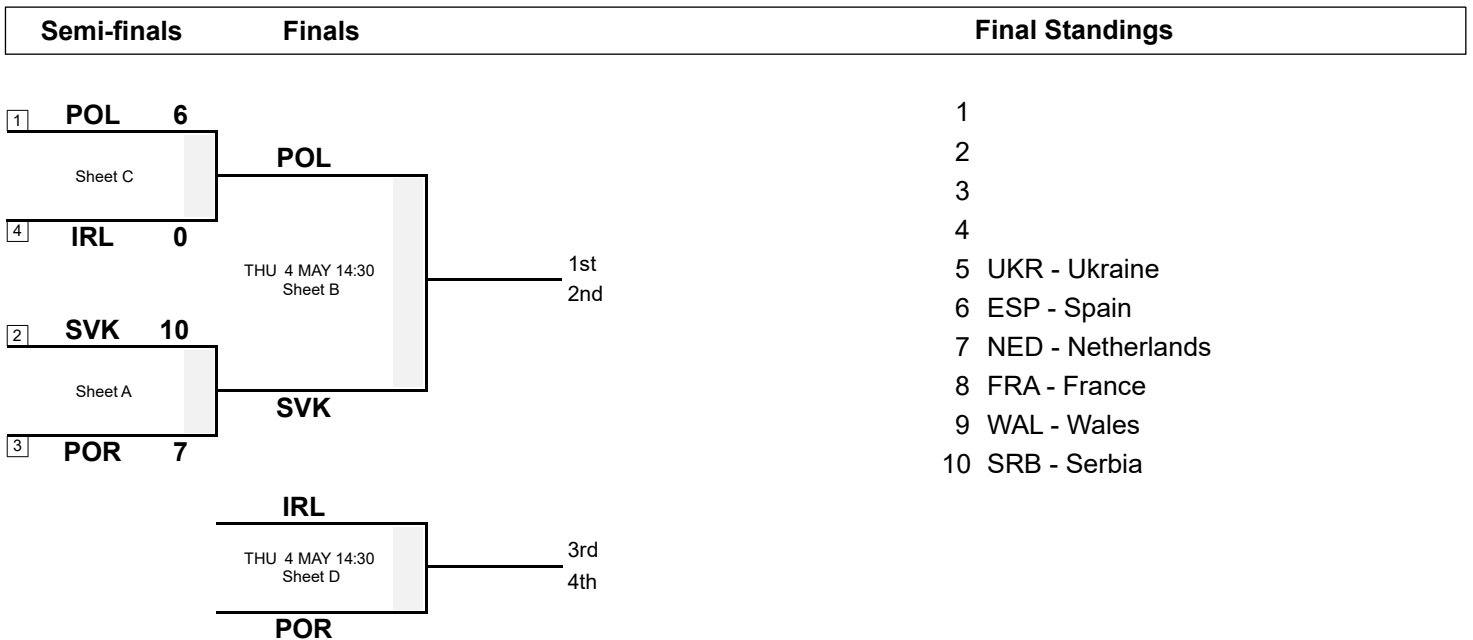 Semi-finals Finals Final Standings
1 POL 6
Sheet C
4 IRL 0
2 SVK 10
Sheet A
3 POR 7
POL
THU 4 MAY 14:30
Sheet B
SVK
1st
2nd
IRL
THU 4 MAY 14:30
Sheet D
POR
3rd
4th
1
2
3
4
5 UKR - Ukraine
6 ESP - Spain
7 NED - Netherlands
8 FRA - France
9 WAL - Wales
10 SRB - Serbia